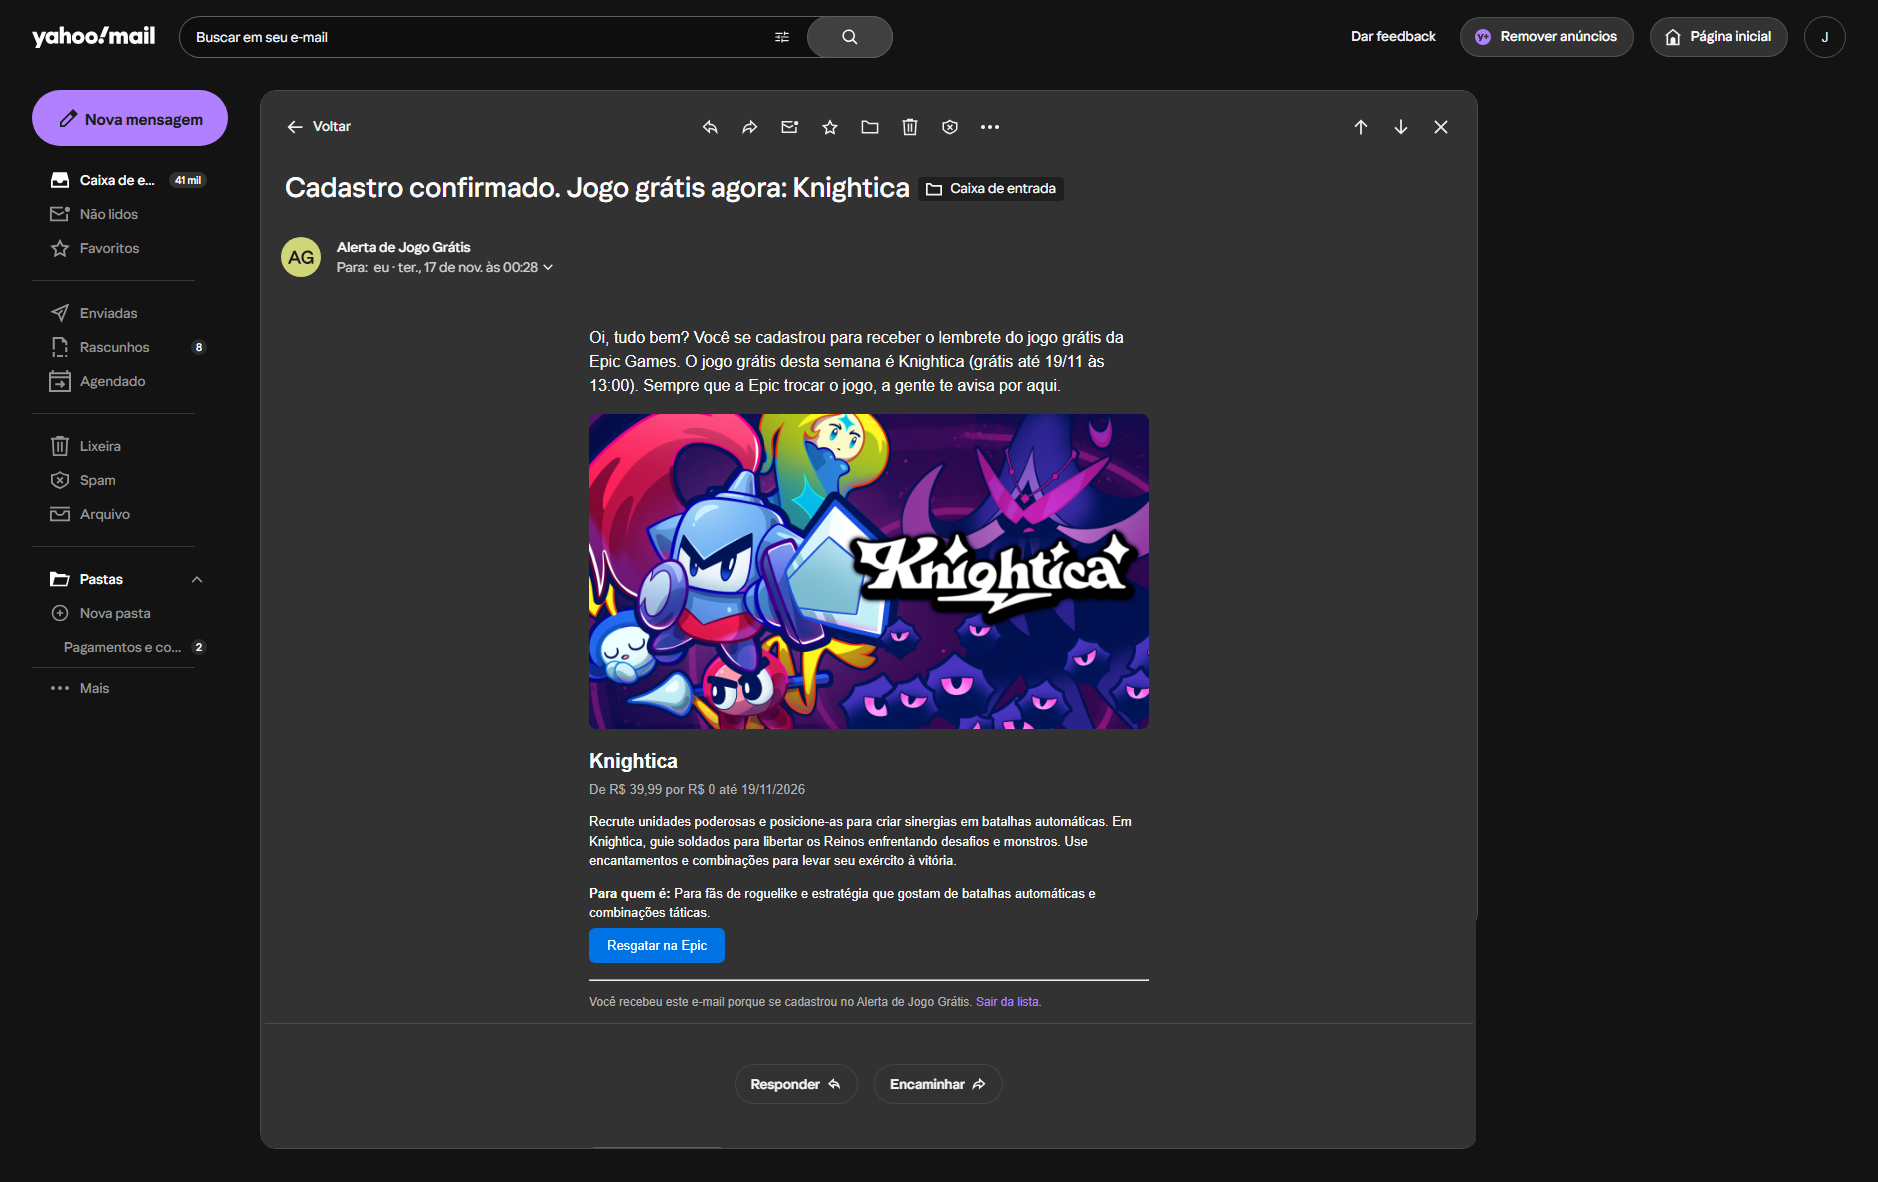 yahoo!mail
Buscar em seu e-mail
Dar feedback
y+ Remover anúncios
Página inicial
J
Nova mensagem
Caixa de e... 41 mil
Não lidos
Favoritos
Enviadas
Rascunhos 8
Agendado
Lixeira
Spam
Arquivo
Pastas
Nova pasta
Pagamentos e co... 2
Mais
Voltar
Cadastro confirmado. Jogo grátis agora: Knightica Caixa de entrada
AG
Alerta de Jogo Grátis
Para: eu · ter., 17 de nov. às 00:28
Oi, tudo bem? Você se cadastrou para receber o lembrete do jogo grátis da
Epic Games. O jogo grátis desta semana é Knightica (grátis até 19/11 às
13:00). Sempre que a Epic trocar o jogo, a gente te avisa por aqui.
Knightica
Knightica
De R$ 39,99 por R$ 0 até 19/11/2026
Recrute unidades poderosas e posicione-as para criar sinergias em batalhas automáticas. Em
Knightica, guie soldados para libertar os Reinos enfrentando desafios e monstros. Use
encantamentos e combinações para levar seu exército à vitória.
Para quem é: Para fãs de roguelike e estratégia que gostam de batalhas automáticas e
combinações táticas.
Resgatar na Epic
Você recebeu este e-mail porque se cadastrou no Alerta de Jogo Grátis. Sair da lista.
Responder
Encaminhar